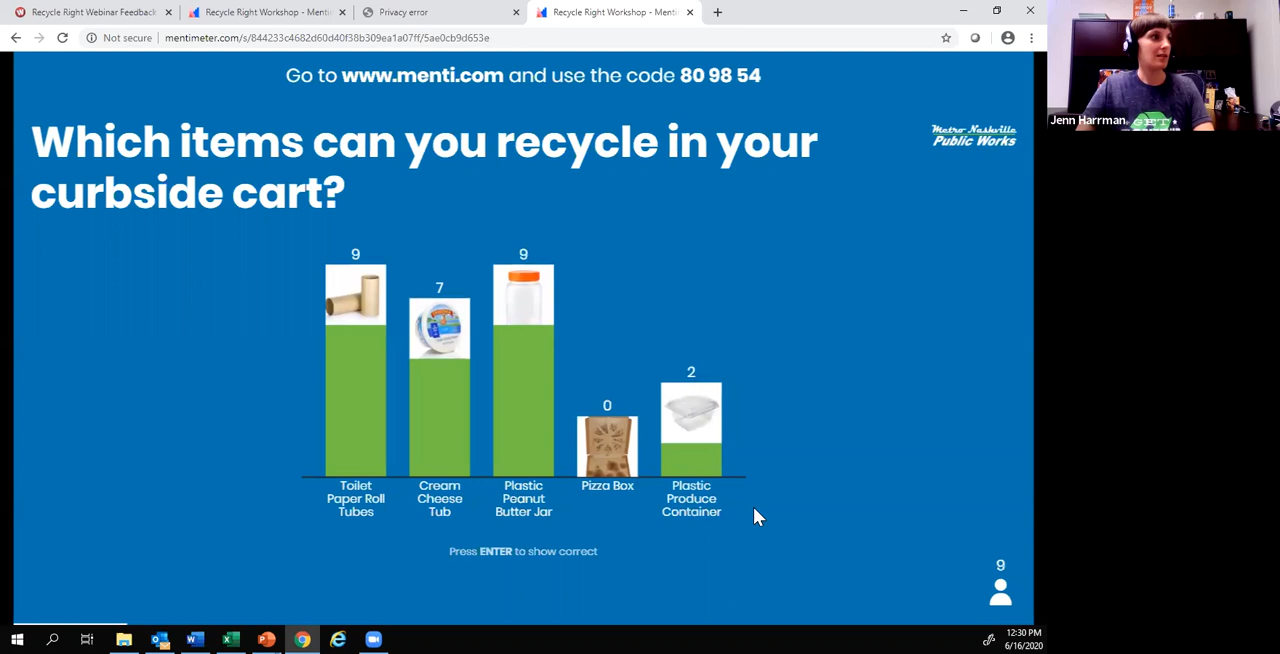 Recycle Right Webinar Feedback
Recycle Right Workshop - Menti
Privacy error
Recycle Right Workshop - Menti
Not secure
mentimeter.com/s/844233c4682d60d40f38b309ea1a07ff/5ae0cb9d653e
Go to www.menti.com and use the code 80 98 54
Which items can you recycle in your
curbside cart?
Metro Nashville
Public Works
Jenn Harrman
GET
9
7
9
0
2
Toilet
Paper Roll
Tubes
Cream
Cheese
Tub
Plastic
Peanut
Butter Jar
Pizza Box
Plastic
Produce
Container
Press ENTER to show correct
9
12:30 PM
6/16/2020